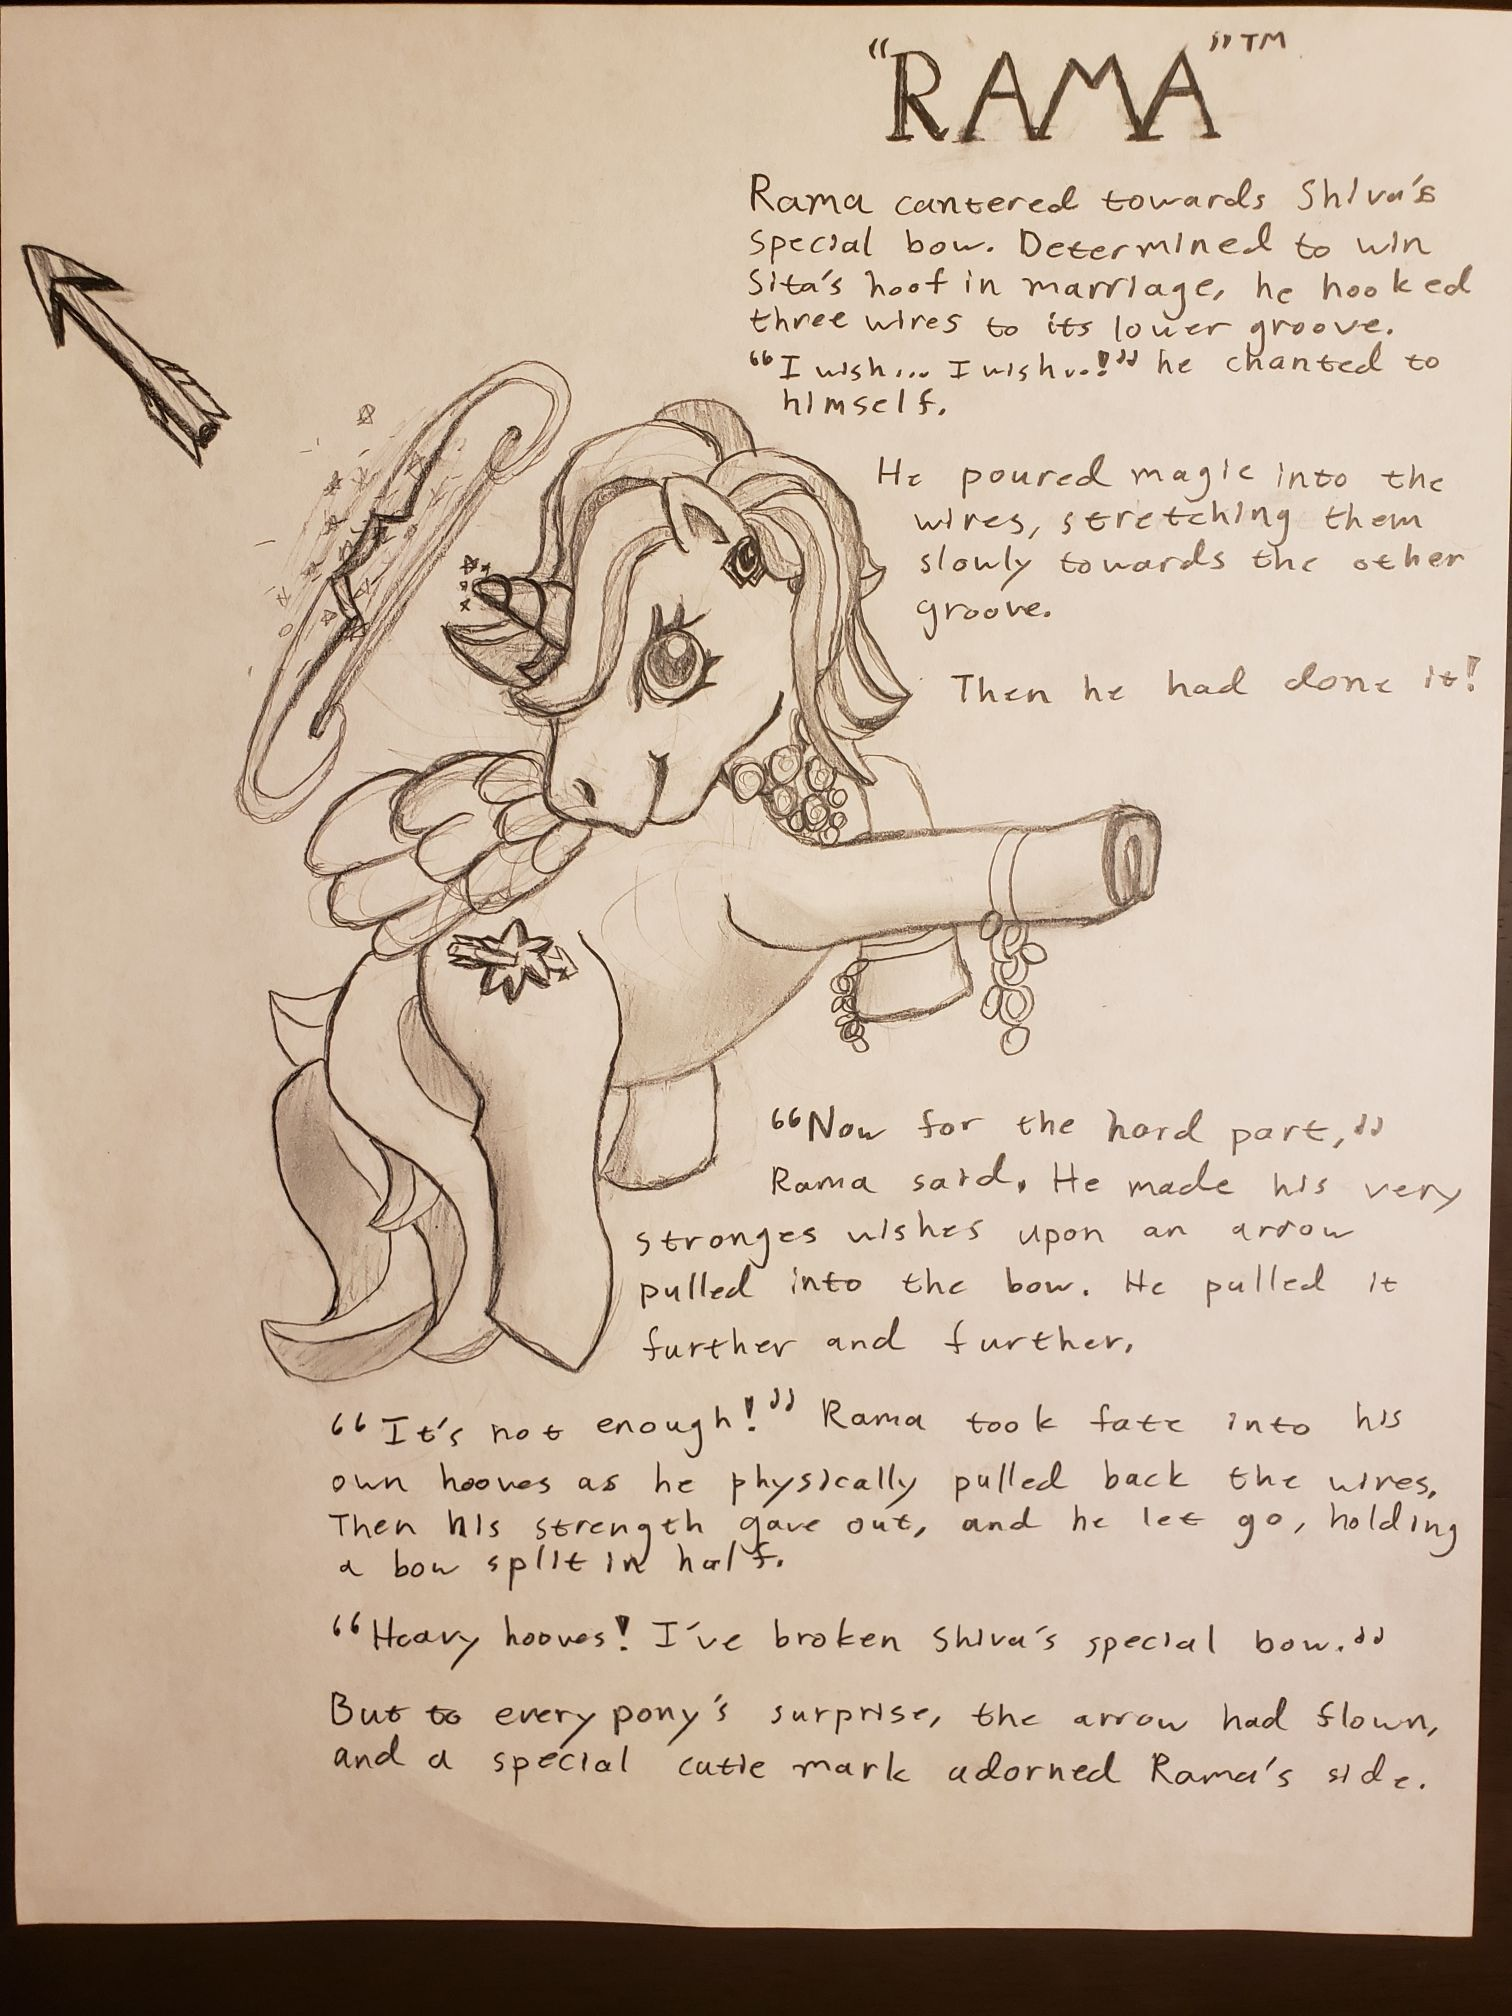 “RAMA”™
Rama cantered towards Shiva's
special bow. Determined to win
Sita's hoof in marriage, he hooked
three wires to its lower groove.
“I wish... I wish..!” he chanted to
himself.
He poured magic into the
wires, stretching them
slowly towards the other
groove.
Then he had done it!
“Now for the hard part,”
Rama said. He made his very
stronges wishes upon an arrow
pulled into the bow. He pulled it
further and further.
“It's not enough!” Rama took fate into his
own hooves as he physically pulled back the wires.
Then his strength gave out, and he let go, holding
a bow split in half.
“Heavy hooves! I've broken Shiva's special bow.”
But to every pony's surprise, the arrow had flown,
and a special cutie mark adorned Rama's side.